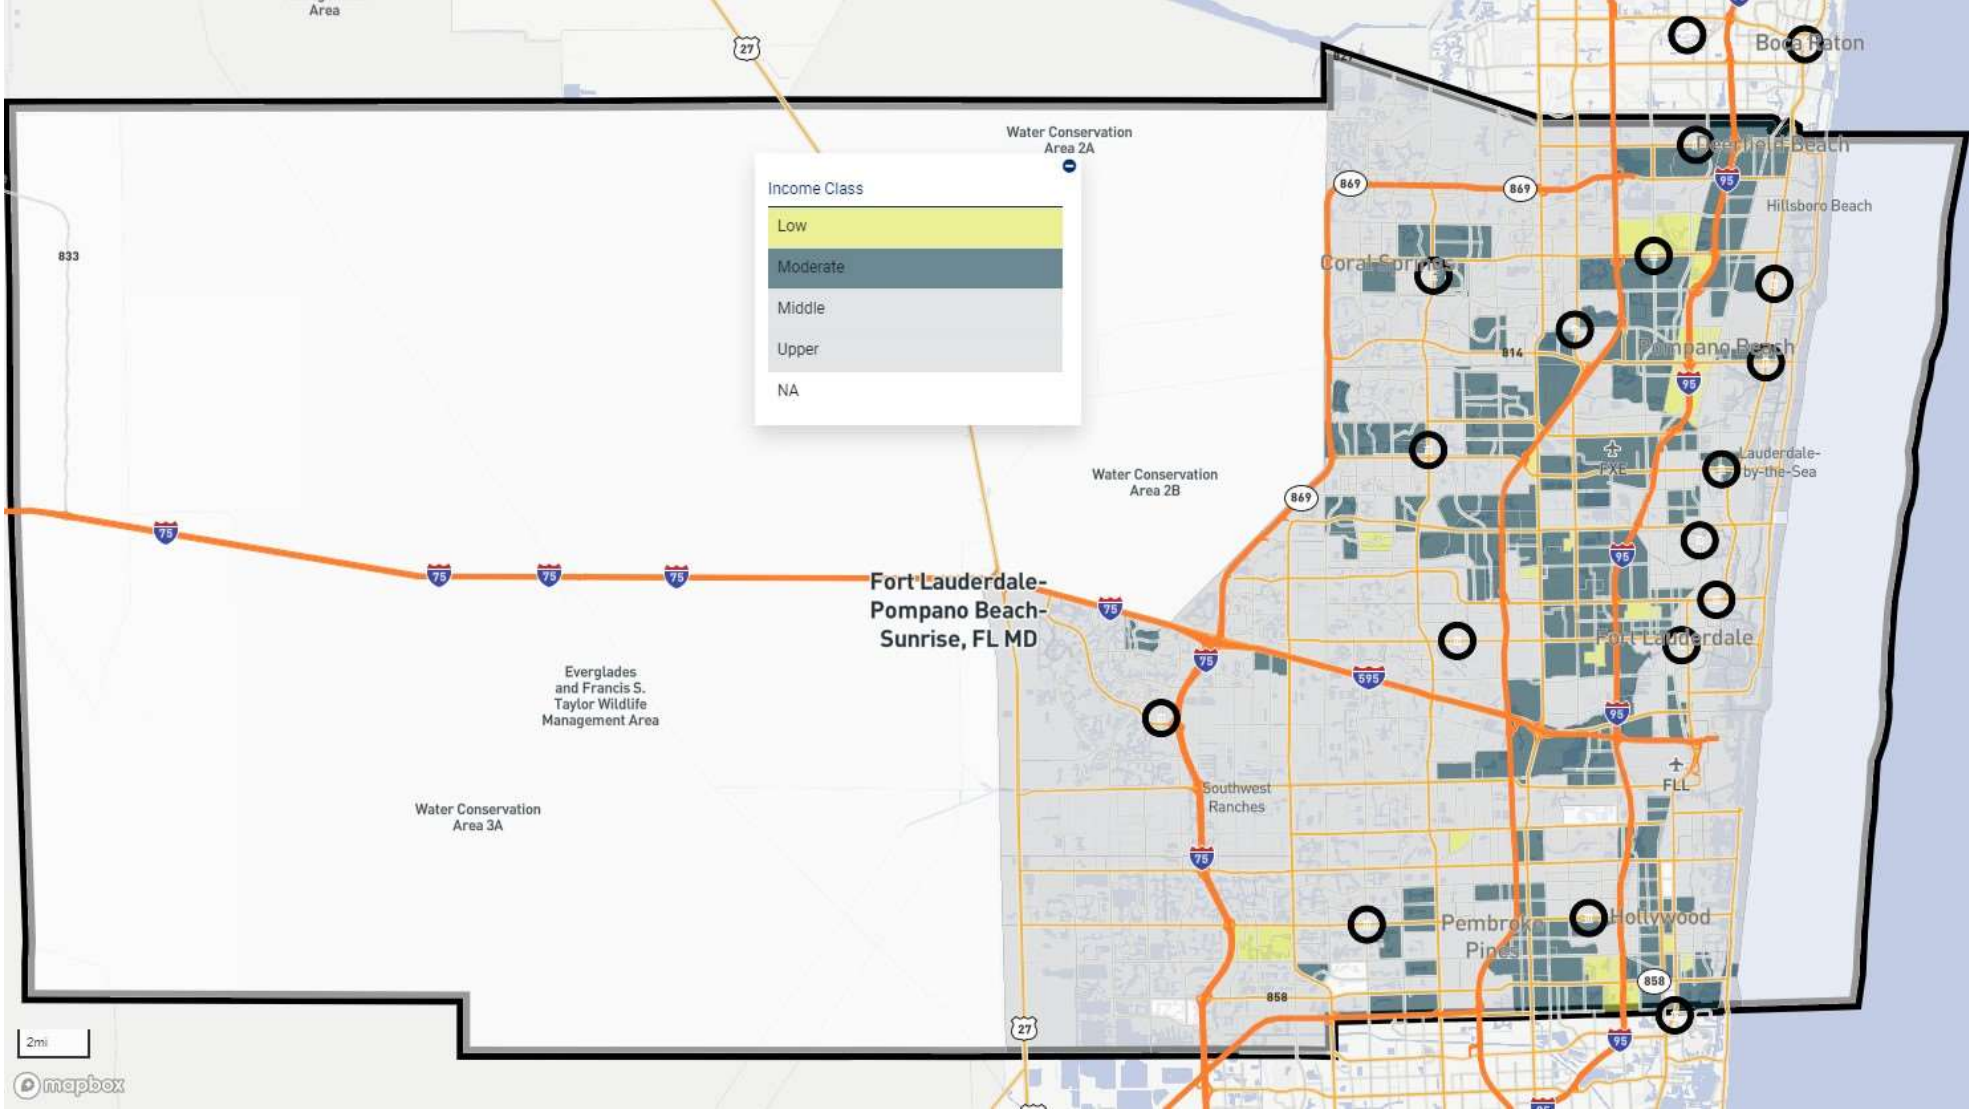 Area
27
Boca Raton
827
Water Conservation
Area 2A
Deerfield Beach
Income Class
Low
Moderate
Middle
Upper
NA
869
869
95
Hillsboro Beach
833
Coral Springs
814
Pompano Beach
95
FXE
Lauderdale-
by-the-Sea
Water Conservation
Area 2B
869
75
75
75
75
95
Fort Lauderdale-
Pompano Beach-
Sunrise, FL MD
75
75
595
Fort Lauderdale
Everglades
and Francis S.
Taylor Wildlife
Management Area
95
FLL
Southwest
Ranches
Water Conservation
Area 3A
75
Pembroke
Pines
Hollywood
858
858
27
95
2mi
mapbox
95